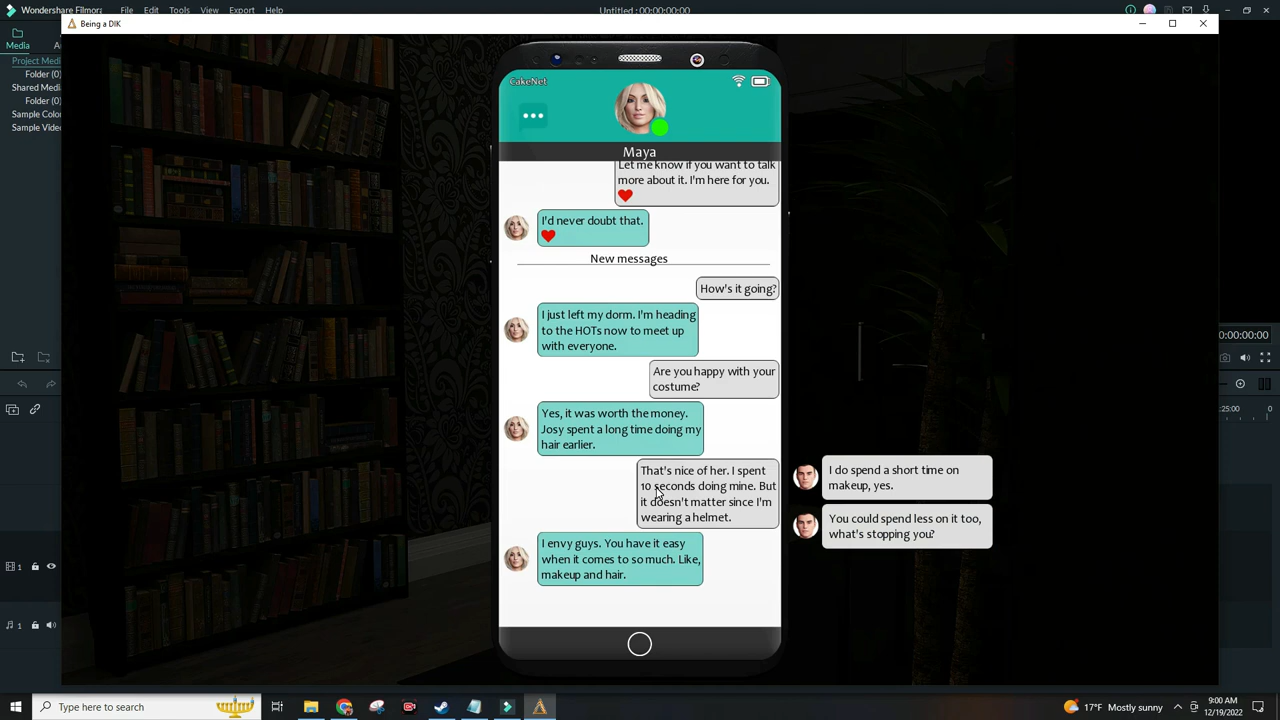 Wonders
File
Edit
Export
Help
Untitled
00:00:00:00
Being a DIK
Media
Folder (0)
Shared Media
Folder (0)
Sample Color
Sample Video
CakeNet
Maya
Let me know if you want to talk
more about it. I'm here for you.
I'd never doubt that.
New messages
How's it going?
I just left my dorm. I'm heading
to the HOTs now to meet up
with everyone.
Are you happy with your
costume?
Yes, it was worth the money.
Josy spent a long time doing my
hair earlier.
That's nice of her. I spent
10 seconds doing mine. But
it doesn't matter since I'm
wearing a helmet.
I envy guys. You have it easy
when it comes to so much. Like,
makeup and hair.
I do spend a short time on
makeup, yes.
You could spend less on it too,
what's stopping you?
00:00:00:00
:25:00
1
1
Type here to search
17°F Mostly sunny
9:00 AM
12/19/2022